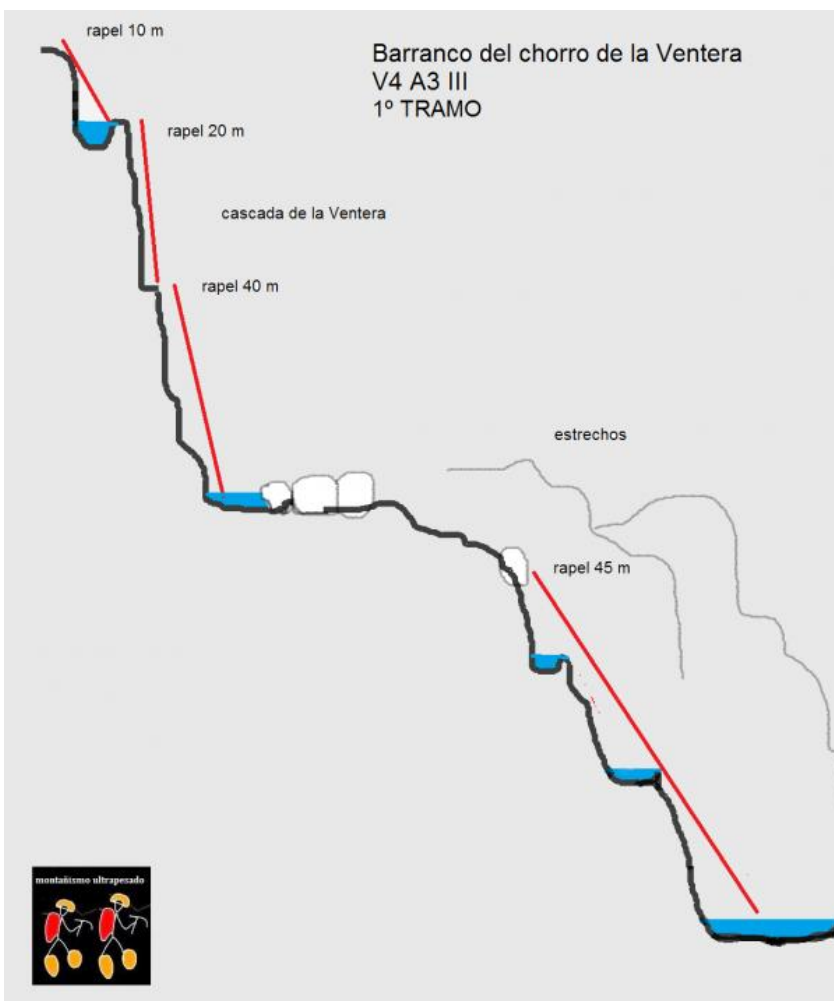 rapel 10 m
Barranco del chorro de la Ventera
V4 A3 III
1º TRAMO
rapel 20 m
cascada de la Ventera
rapel 40 m
estrechos
rapel 45 m
montañismo ultrapesado